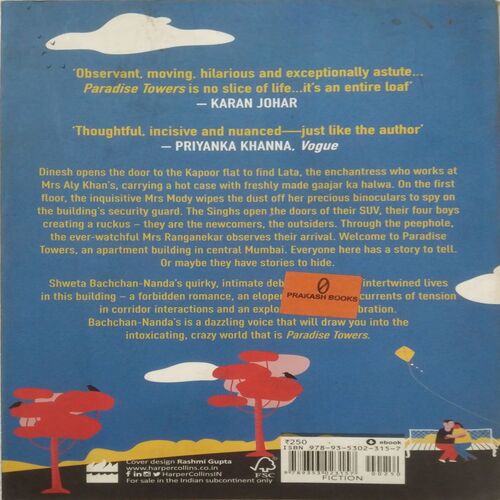 'Observant, moving, hilarious and exceptionally astute...
Paradise Towers is no slice of life...it's an entire loaf'
— KARAN JOHAR
'Thoughtful, incisive and nuanced—just like the author'
— PRIYANKA KHANNA, Vogue
Dinesh opens the door to the Kapoor flat to find Lata, the enchantress who works at
Mrs Aly Khan's, carrying a hot case with freshly made gaajar ka halwa. On the first
floor, the inquisitive Mrs Mody wipes the dust off her precious binoculars to spy on
the building's security guard. The Singhs open the doors of their SUV, their four boys
creating a ruckus – they are the newcomers, the outsiders. Through the peephole,
the ever-watchful Mrs Ranganekar observes their arrival. Welcome to Paradise
Towers, an apartment building in central Mumbai. Everyone here has a story to tell.
Or maybe they have stories to hide.
Shweta Bachchan-Nanda's quirky, intimate deb intertwined lives
in this building – a forbidden romance, an elope currents of tension
in corridor interactions and an explo bration.
Bachchan-Nanda's is a dazzling voice that will draw you into the
intoxicating, crazy world that is Paradise Towers.
PRAKASH BOOKS
Cover design Rashmi Gupta
www.harpercollins.co.in
HarperCollinsIN
For sale in the Indian subcontinent only
FSC
₹250
ebook
ISBN 978-93-5302-315-7
9 789353 023157
00250
FICTION